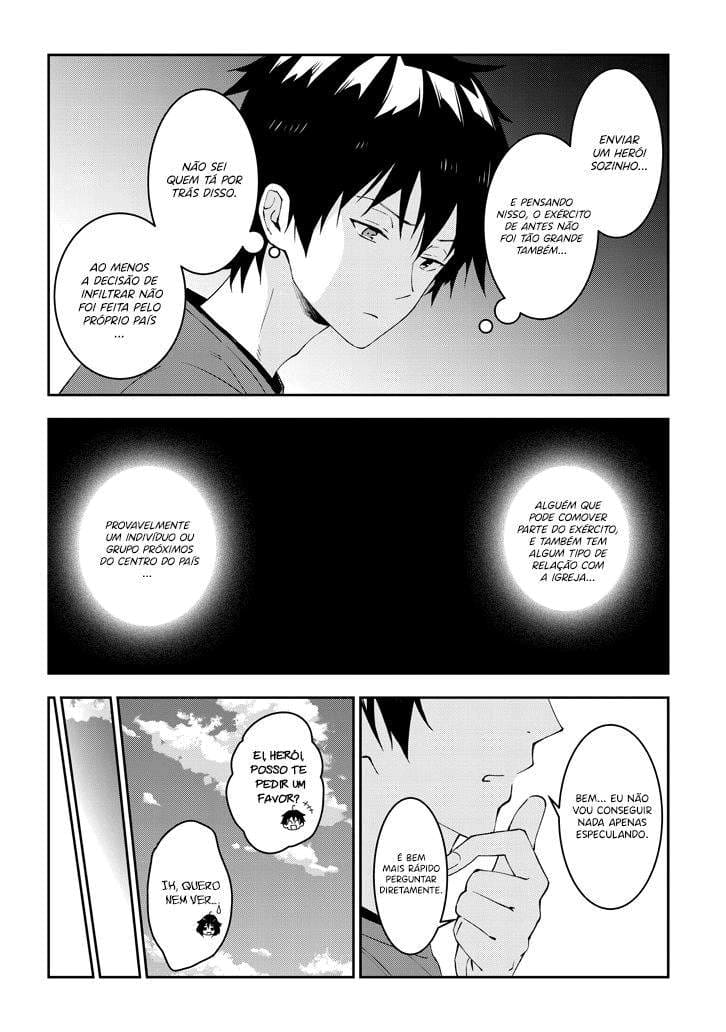 ENVIAR
UM HERÓI
SOZINHO...
E PENSANDO
NISSO, O EXÉRCITO
DE ANTES NÃO
FOI TÃO GRANDE
TAMBÉM...
NÃO SEI
QUEM TÁ POR
TRÁS DISSO.
AO MENOS
A DECISÃO DE
INFILTRAR NÃO
FOI FEITA PELO
PRÓPRIO PAÍS
...
ALGUÉM QUE
PODE COMOVER
PARTE DO EXÉRCITO,
E TAMBÉM TEM
ALGUM TIPO DE
RELAÇÃO COM
A IGREJA...
PROVAVELMENTE
UM INDIVÍDUO OU
GRUPO PRÓXIMOS
DO CENTRO DO PAÍS
...
BEM... EU NÃO
VOU CONSEGUIR
NADA APENAS
ESPECULANDO.
É BEM
MAIS RÁPIDO
PERGUNTAR
DIRETAMENTE.
EI, HERÓI,
POSSO TE
PEDIR UM
FAVOR?
IH, QUERO
NEM VER...